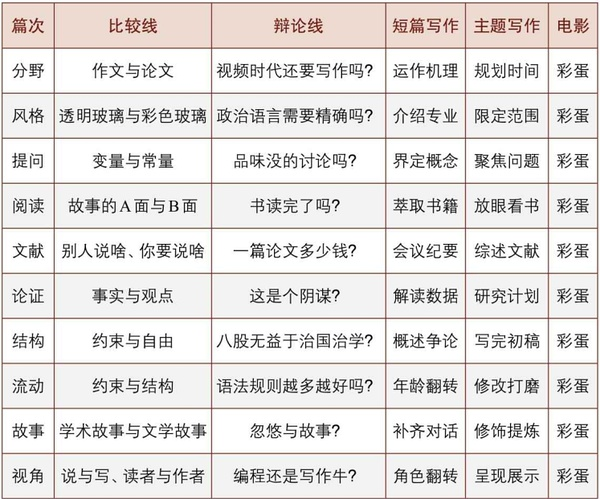 篇次 比较线 辩论线 短篇写作 主题写作 电影
分野 作文与论文 视频时代还要写作吗? 运作机理 规划时间 彩蛋
风格 透明玻璃与彩色玻璃 政治语言需要精确吗? 介绍专业 限定范围 彩蛋
提问 变量与常量 品味没的讨论吗? 界定概念 聚焦问题 彩蛋
阅读 故事的A面与B面 书读完了吗? 萃取书籍 放眼看书 彩蛋
文献 别人说啥、你要说啥 一篇论文多少钱? 会议纪要 综述文献 彩蛋
论证 事实与观点 这是个阴谋? 解读数据 研究计划 彩蛋
结构 约束与自由 八股无益于治国治学? 概述争论 写完初稿 彩蛋
流动 约束与结构 语法规则越多越好吗? 年龄翻转 修改打磨 彩蛋
故事 学术故事与文学故事 忽悠与故事? 补齐对话 修饰提炼 彩蛋
视角 说与写、读者与作者 编程还是写作牛? 角色翻转 呈现展示 彩蛋